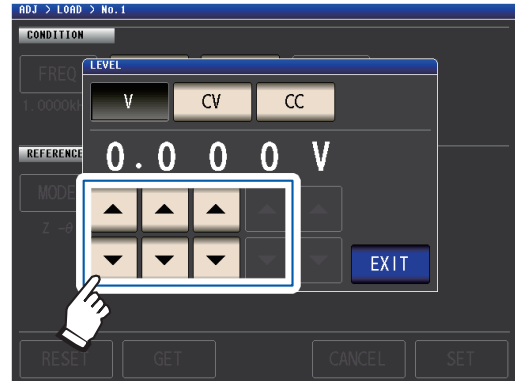 ADJ > LOAD > No.1
CONDITION
FREQ
1.0000k
LEVEL
V CV CC
0.000 V
REFERENCE
MODE
Z -θ
EXIT
RESET GET CANCEL SET